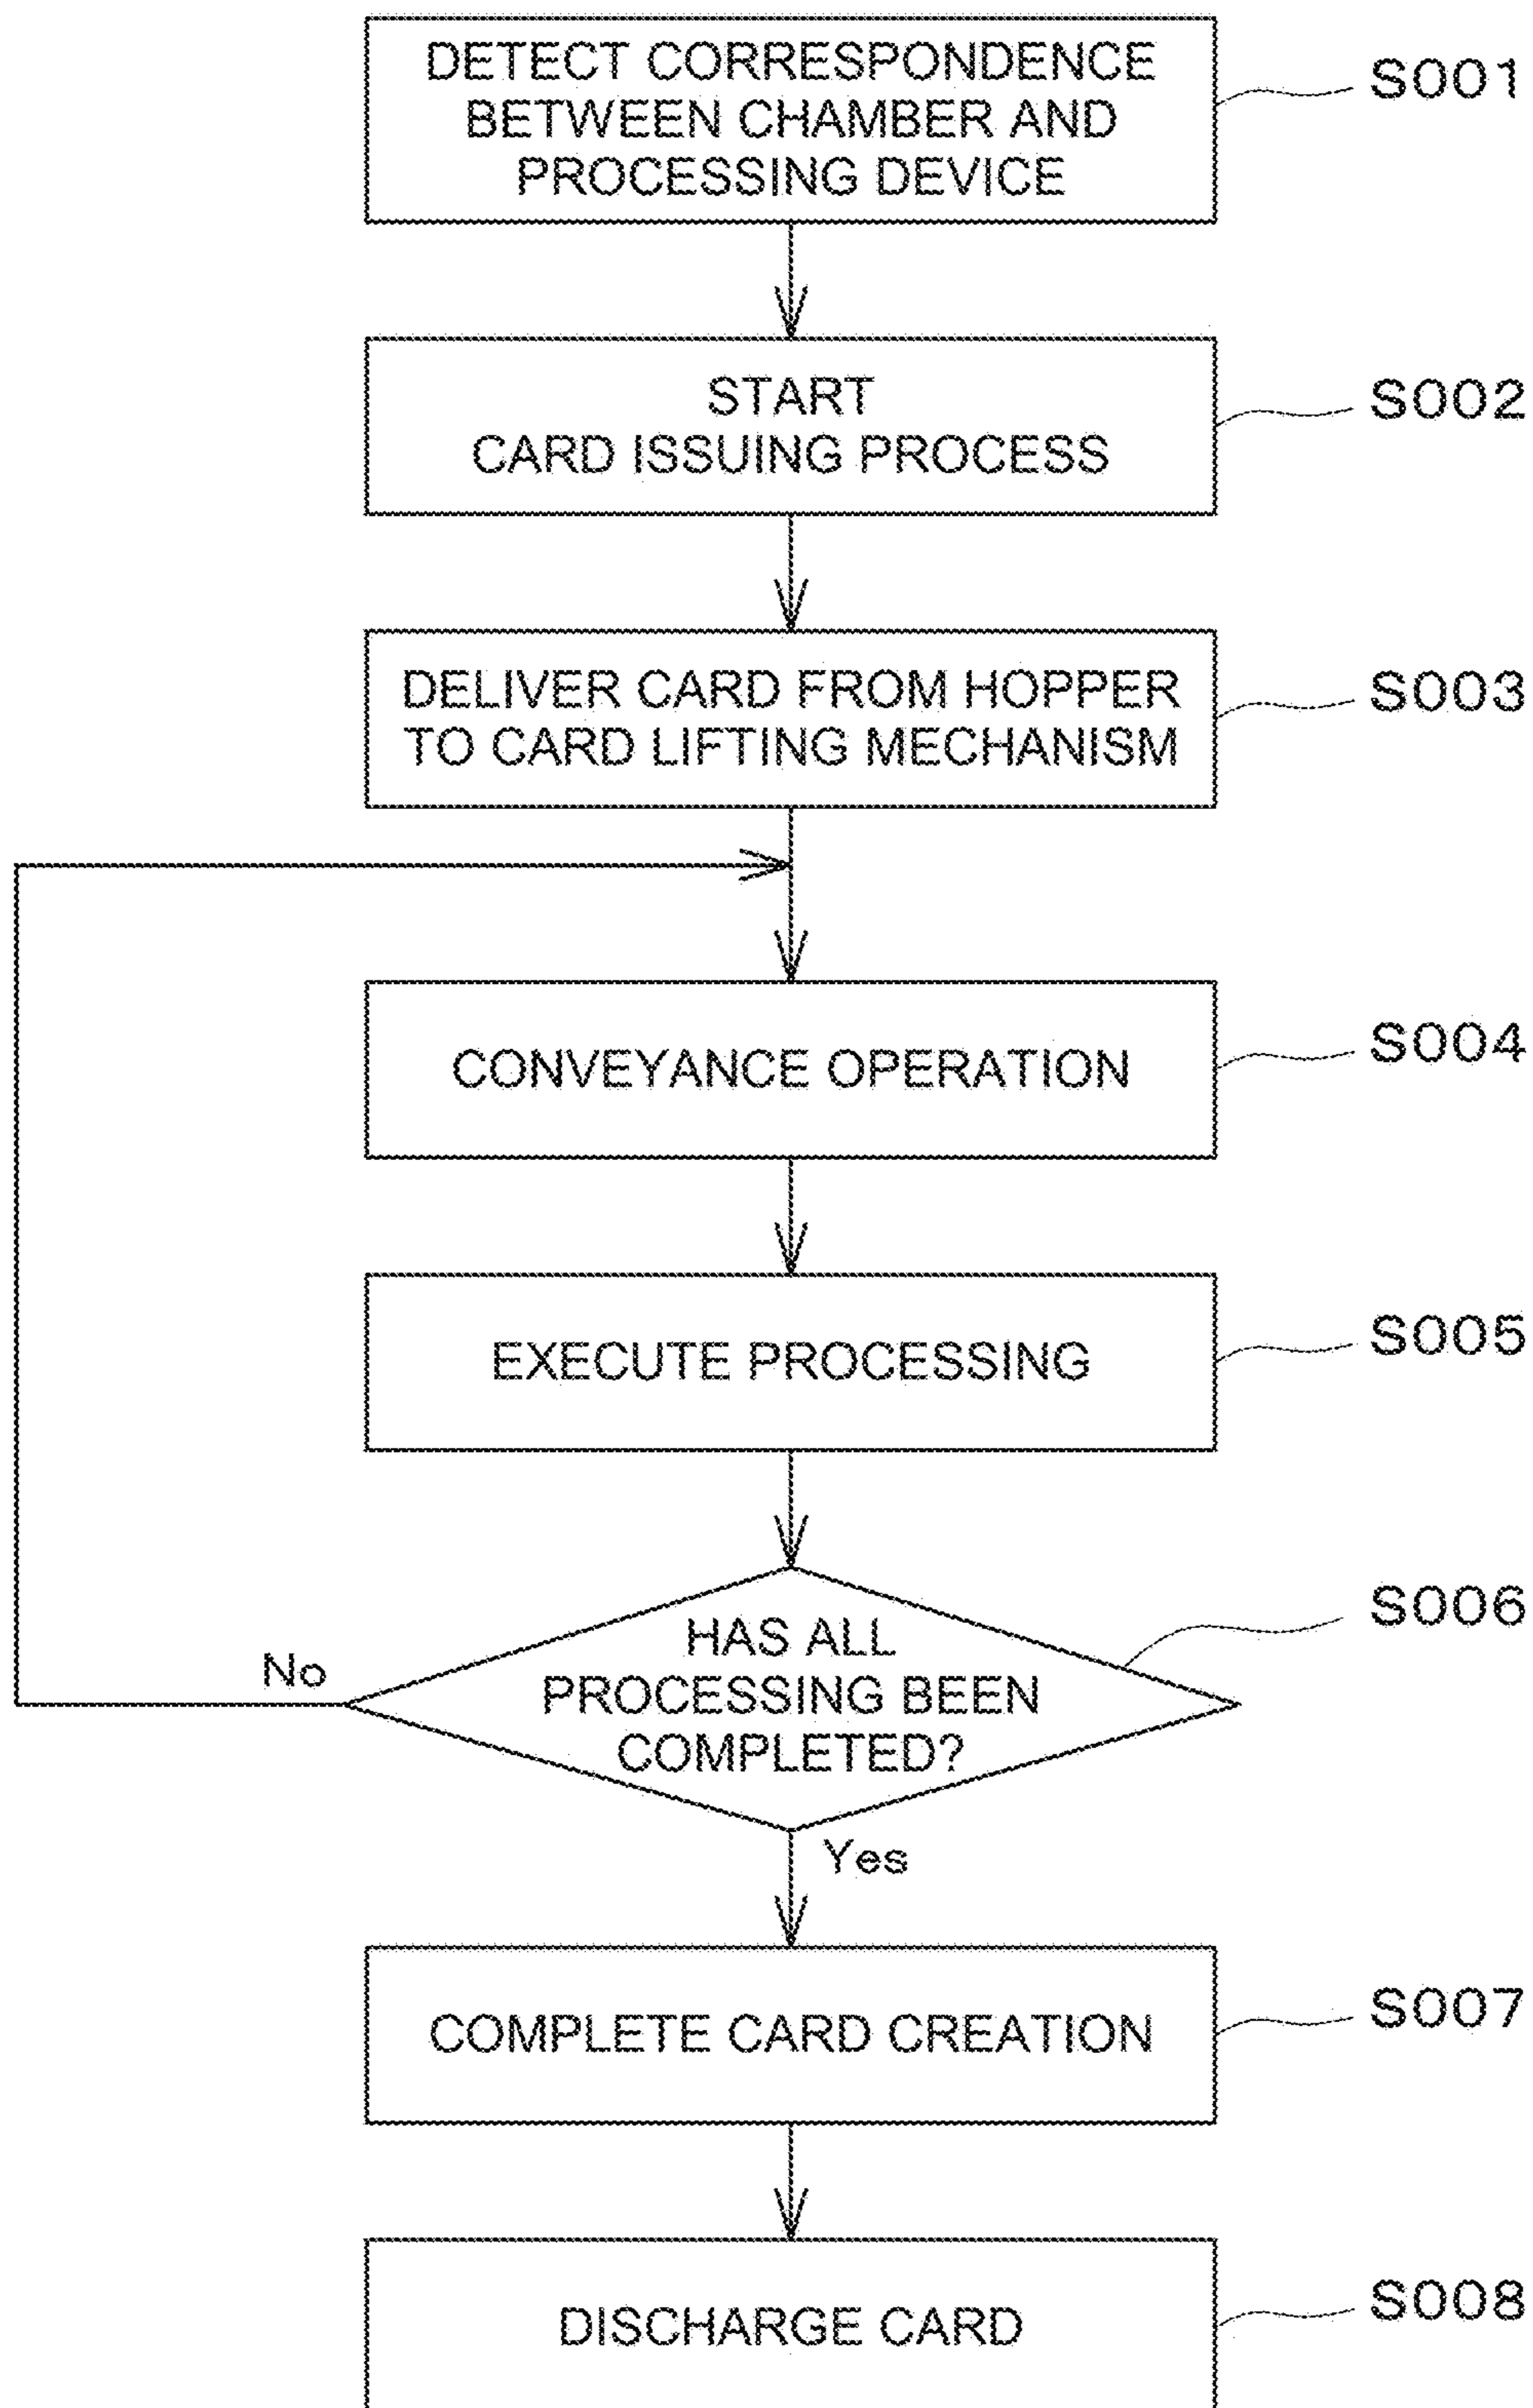 DETECT CORRESPONDENCE
BETWEEN CHAMBER AND
PROCESSING DEVICE
S001
START
CARD ISSUING PROCESS
S002
DELIVER CARD FROM HOPPER
TO CARD LIFTING MECHANISM
S003
CONVEYANCE OPERATION
S004
EXECUTE PROCESSING
S005
HAS ALL
PROCESSING BEEN
COMPLETED?
S006
No
Yes
COMPLETE CARD CREATION
S007
DISCHARGE CARD
S008